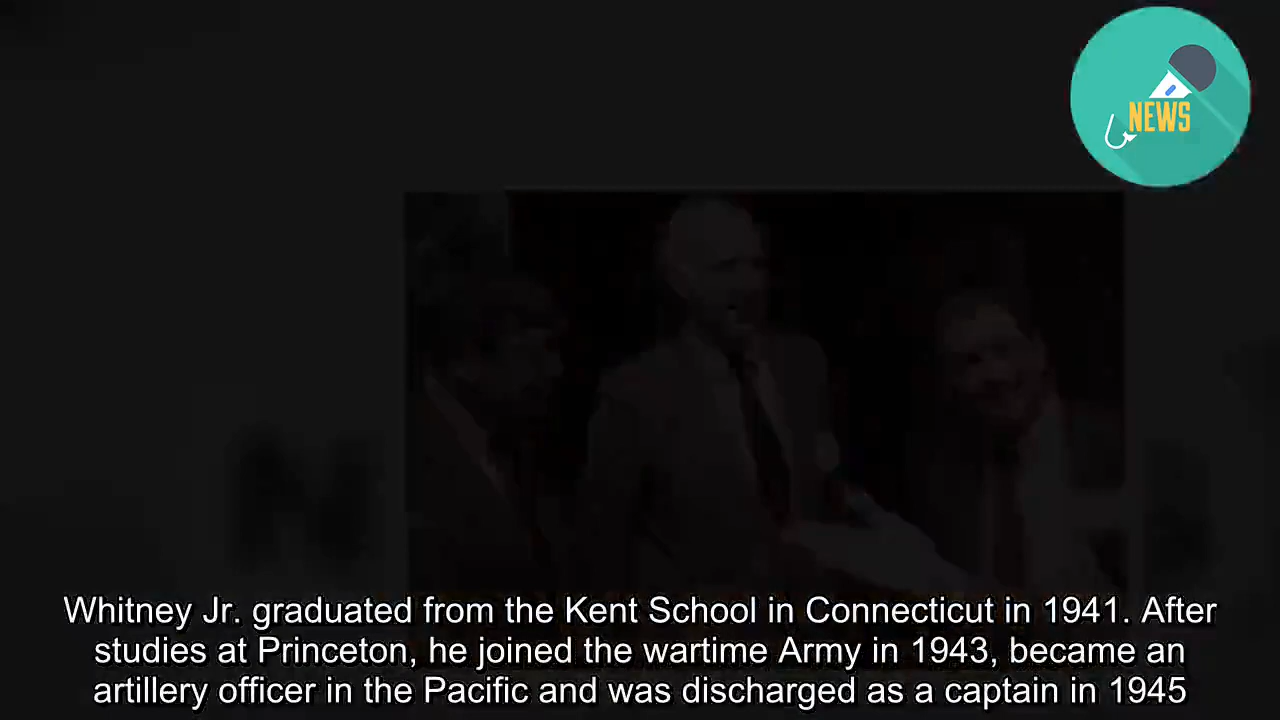 NEWS
Whitney Jr. graduated from the Kent School in Connecticut in 1941. After
studies at Princeton, he joined the wartime Army in 1943, became an
artillery officer in the Pacific and was discharged as a captain in 1945